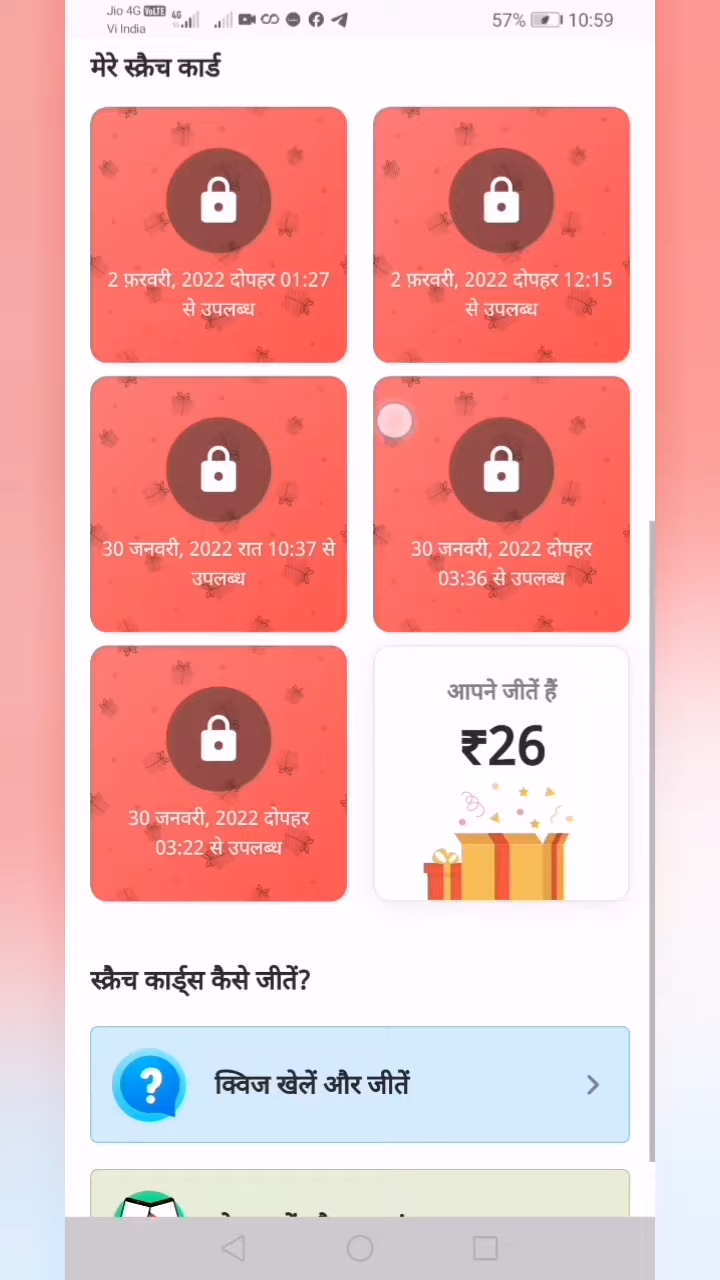 Jio 4G VoLTE 4G
Vi India
57% 10:59
मेरे स्क्रैच कार्ड
2 फ़रवरी, 2022 दोपहर 01:27
से उपलब्ध
2 फ़रवरी, 2022 दोपहर 12:15
से उपलब्ध
30 जनवरी, 2022 रात 10:37 से
उपलब्ध
30 जनवरी, 2022 दोपहर
03:36 से उपलब्ध
30 जनवरी, 2022 दोपहर
03:22 से उपलब्ध
आपने जीतें हैं
₹26
स्क्रैच कार्ड्स कैसे जीतें?
?
क्विज खेलें और जीतें